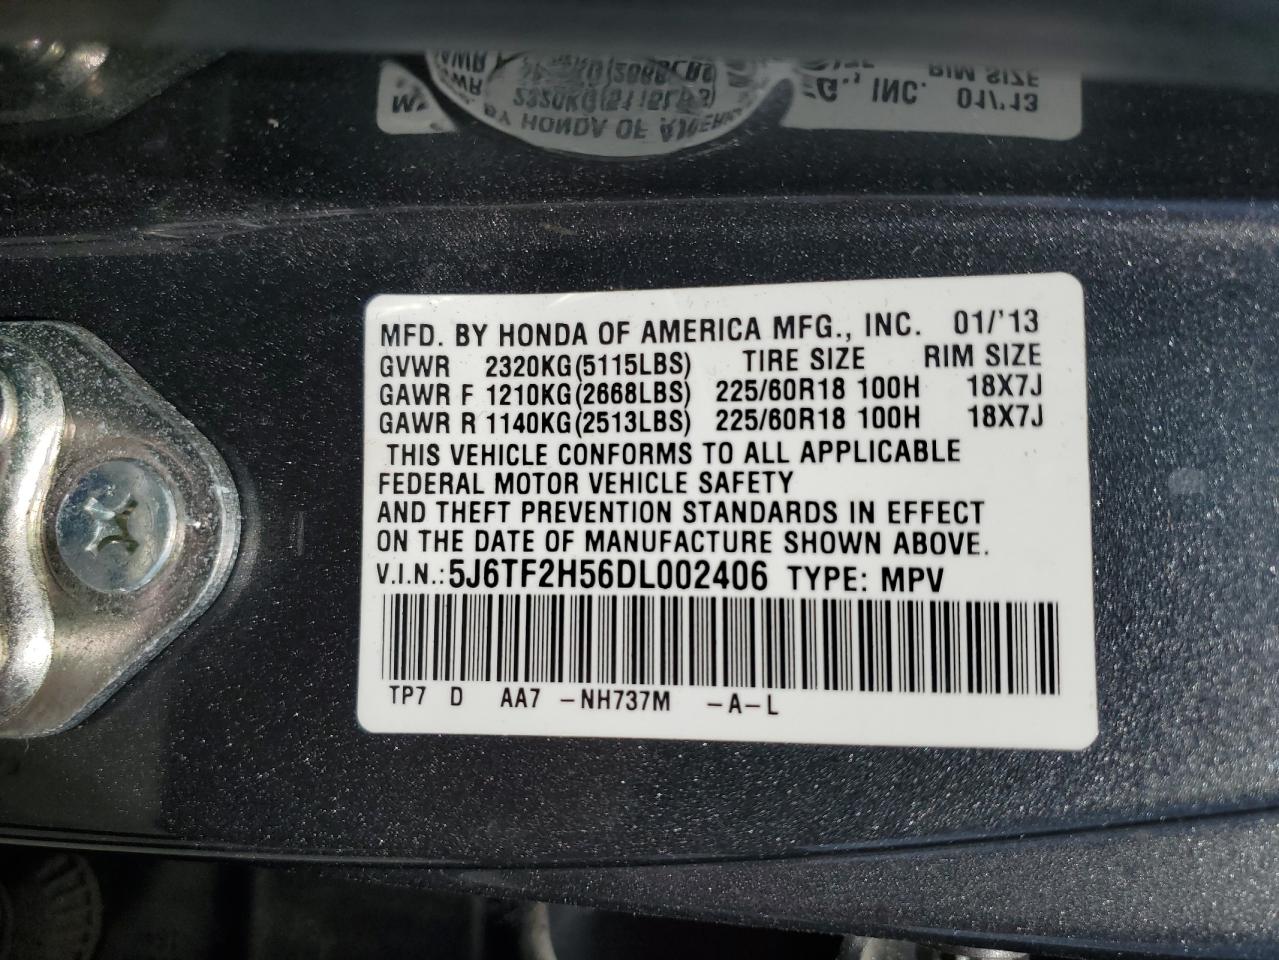 MFD. BY HONDA OF AMERICA MFG., INC. 01/'13
GVWR 2320KG(5115LBS) TIRE SIZE RIM SIZE
GAWR F 1210KG(2668LBS) 225/60R18 100H 18X7J
GAWR R 1140KG(2513LBS) 225/60R18 100H 18X7J
THIS VEHICLE CONFORMS TO ALL APPLICABLE
FEDERAL MOTOR VEHICLE SAFETY
AND THEFT PREVENTION STANDARDS IN EFFECT
ON THE DATE OF MANUFACTURE SHOWN ABOVE.
V.I.N.: 5J6TF2H56DL002406 TYPE: MPV
TP7 D AA7 -NH737M -A-L